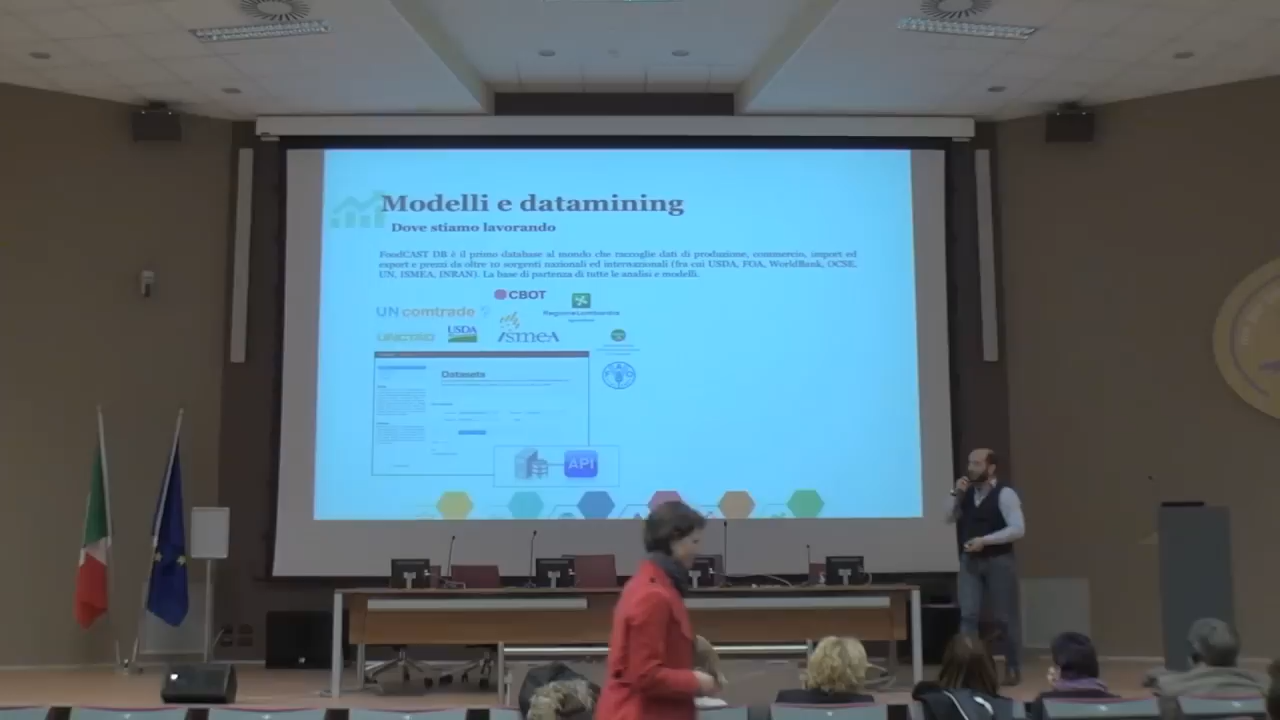 Modelli e datamining
Dove stiamo lavorando
FoodCAST DB è il primo database al mondo che raccoglie dati di produzione, commercio, import ed
export e prezzi da oltre 10 sorgenti nazionali ed internazionali (fra cui USDA, FOA, WorldBank, OCSE,
UN, ISMEA, INRAN). La base di partenza di tutte le analisi e modelli.
CBOT
UN comtrade
RegioneLombardia
UNCTAD
USDA
ismeA
Datasets
API